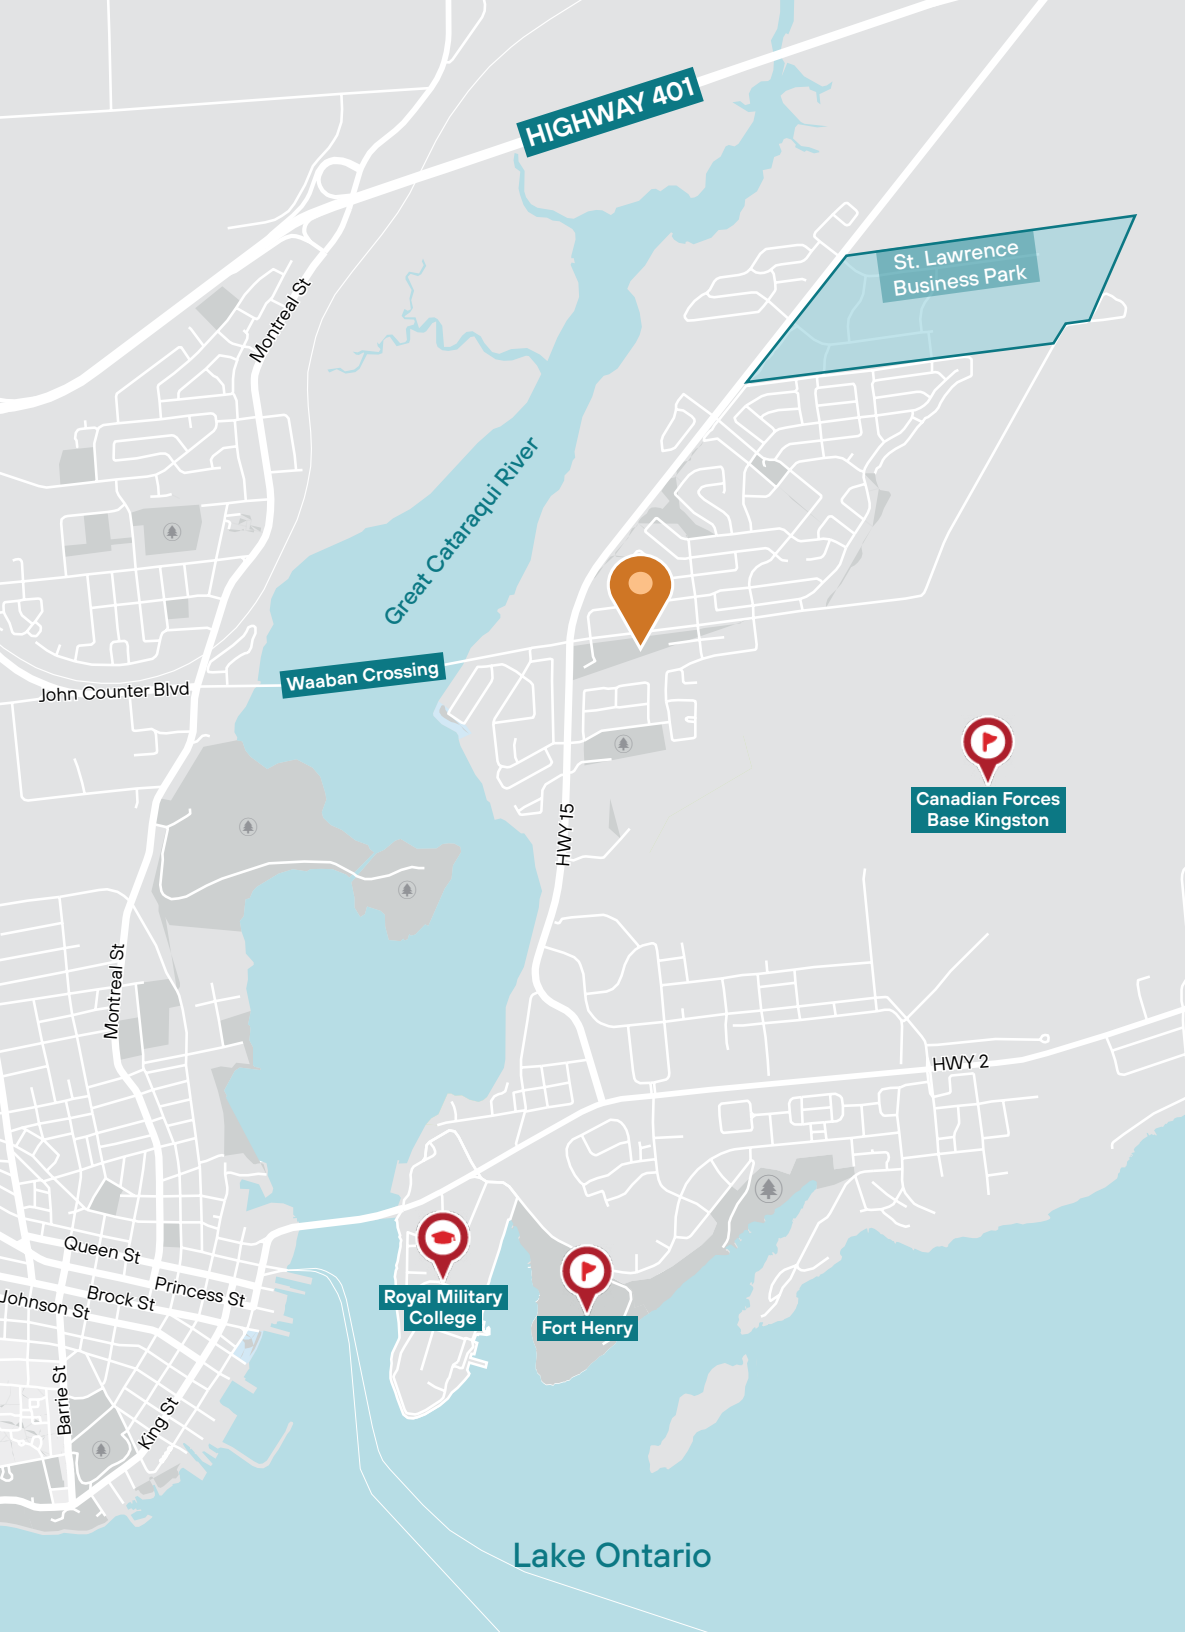 HIGHWAY 401
St. Lawrence
Business Park
Montreal St
Great Cataraqui River
Waaban Crossing
John Counter Blvd
Canadian Forces
Base Kingston
HWY 15
Montreal St
HWY 2
Queen St
Princess St
Brock St
Johnson St
Royal Military
College
Fort Henry
Barrie St
King St
Lake Ontario